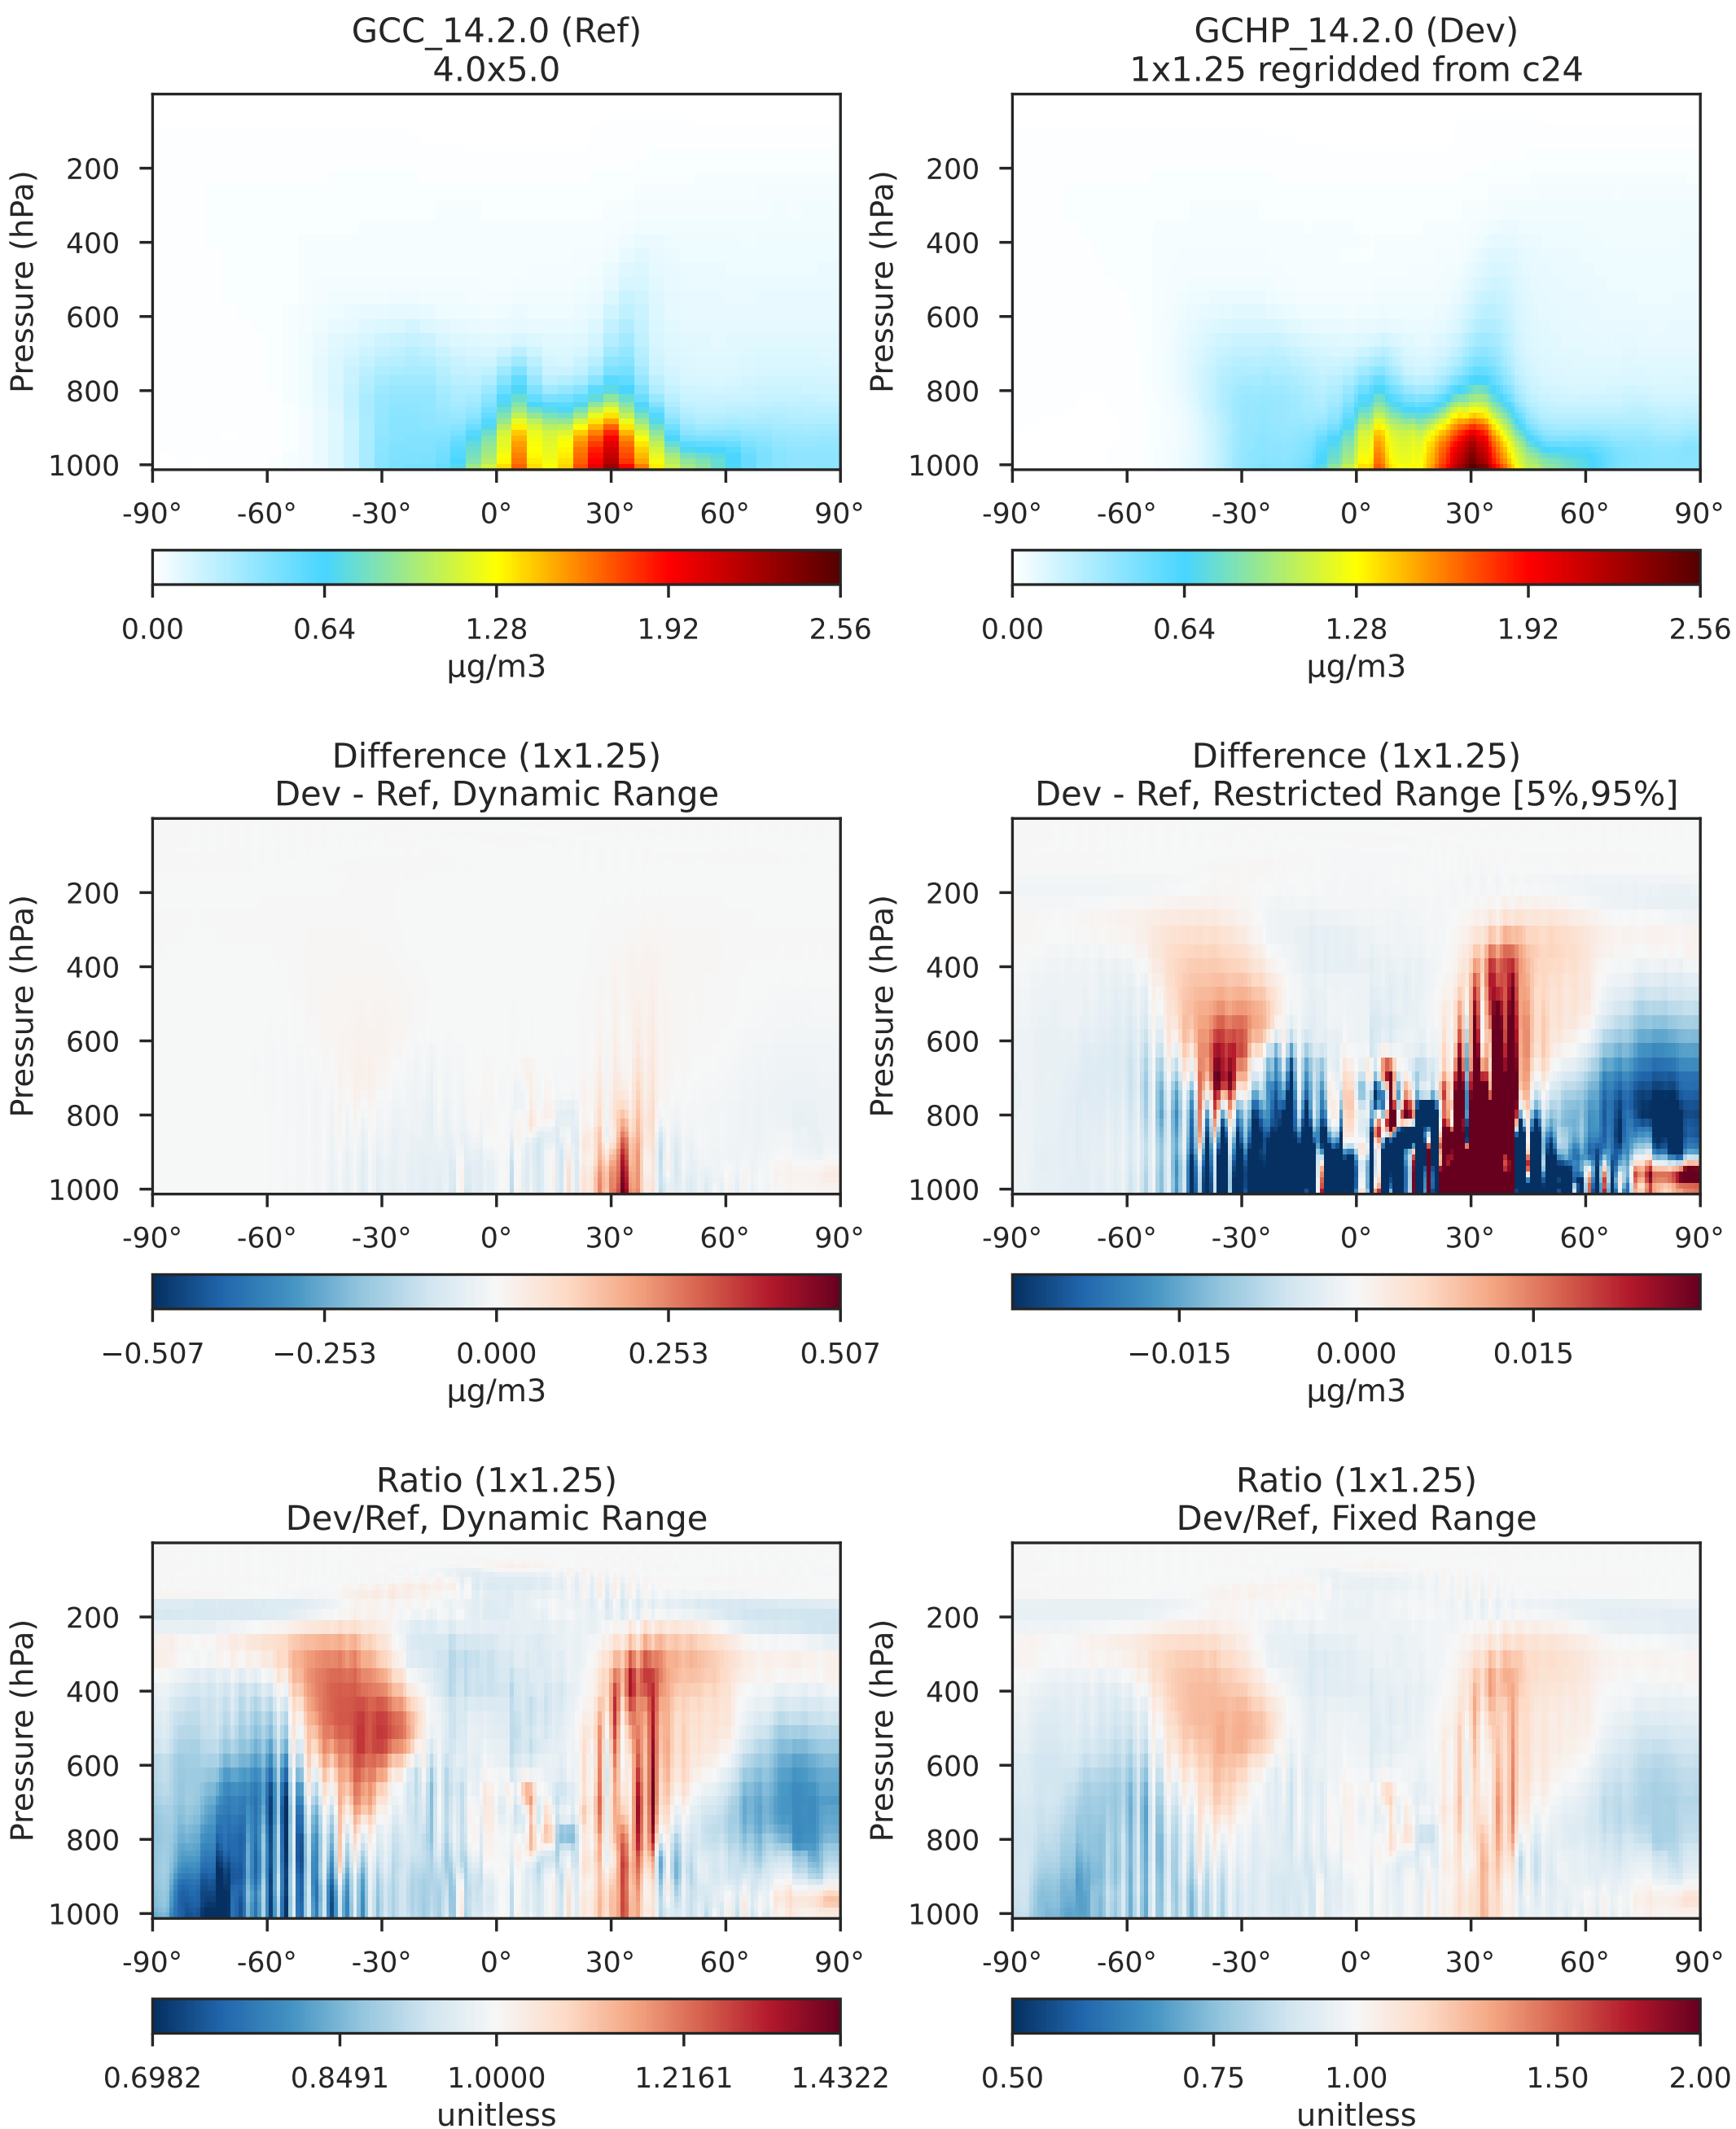 GCC_14.2.0 (Ref)
4.0x5.0
Pressure (hPa)
200
400
600
800
1000
-90° -60° -30° 0° 30° 60° 90°
0.00 0.64 1.28 1.92 2.56
μg/m3
GCHP_14.2.0 (Dev)
1x1.25 regridded from c24
Pressure (hPa)
200
400
600
800
1000
-90° -60° -30° 0° 30° 60° 90°
0.00 0.64 1.28 1.92 2.56
μg/m3
Difference (1x1.25)
Dev - Ref, Dynamic Range
Pressure (hPa)
200
400
600
800
1000
-90° -60° -30° 0° 30° 60° 90°
−0.507 −0.253 0.000 0.253 0.507
μg/m3
Difference (1x1.25)
Dev - Ref, Restricted Range [5%,95%]
Pressure (hPa)
200
400
600
800
1000
-90° -60° -30° 0° 30° 60° 90°
−0.015 0.000 0.015
μg/m3
Ratio (1x1.25)
Dev/Ref, Dynamic Range
Pressure (hPa)
200
400
600
800
1000
-90° -60° -30° 0° 30° 60° 90°
0.6982 0.8491 1.0000 1.2161 1.4322
unitless
Ratio (1x1.25)
Dev/Ref, Fixed Range
Pressure (hPa)
200
400
600
800
1000
-90° -60° -30° 0° 30° 60° 90°
0.50 0.75 1.00 1.50 2.00
unitless